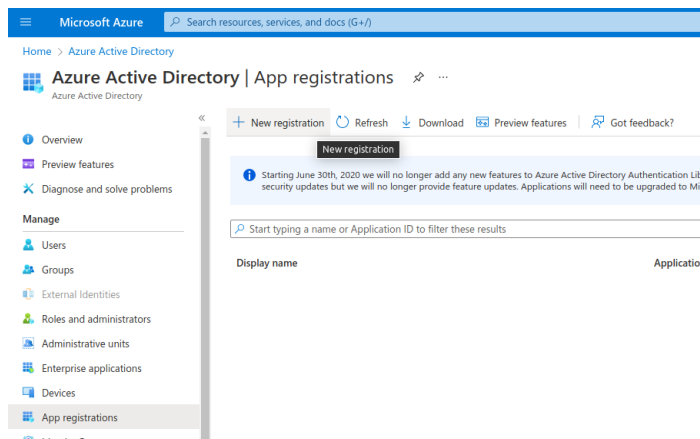 Microsoft Azure
Search resources, services, and docs (G+/)
Home > Azure Active Directory
Azure Active Directory | App registrations
Azure Active Directory
New registration
Refresh
Download
Preview features
Got feedback?
New registration
Overview
Preview features
Diagnose and solve problems
Manage
Users
Groups
External Identities
Roles and administrators
Administrative units
Enterprise applications
Devices
App registrations
Starting June 30th, 2020 we will no longer add any new features to Azure Active Directory Authentication Lib
security updates but we will no longer provide feature updates. Applications will need to be upgraded to Mi
Start typing a name or Application ID to filter these results
Display name
Applicatio